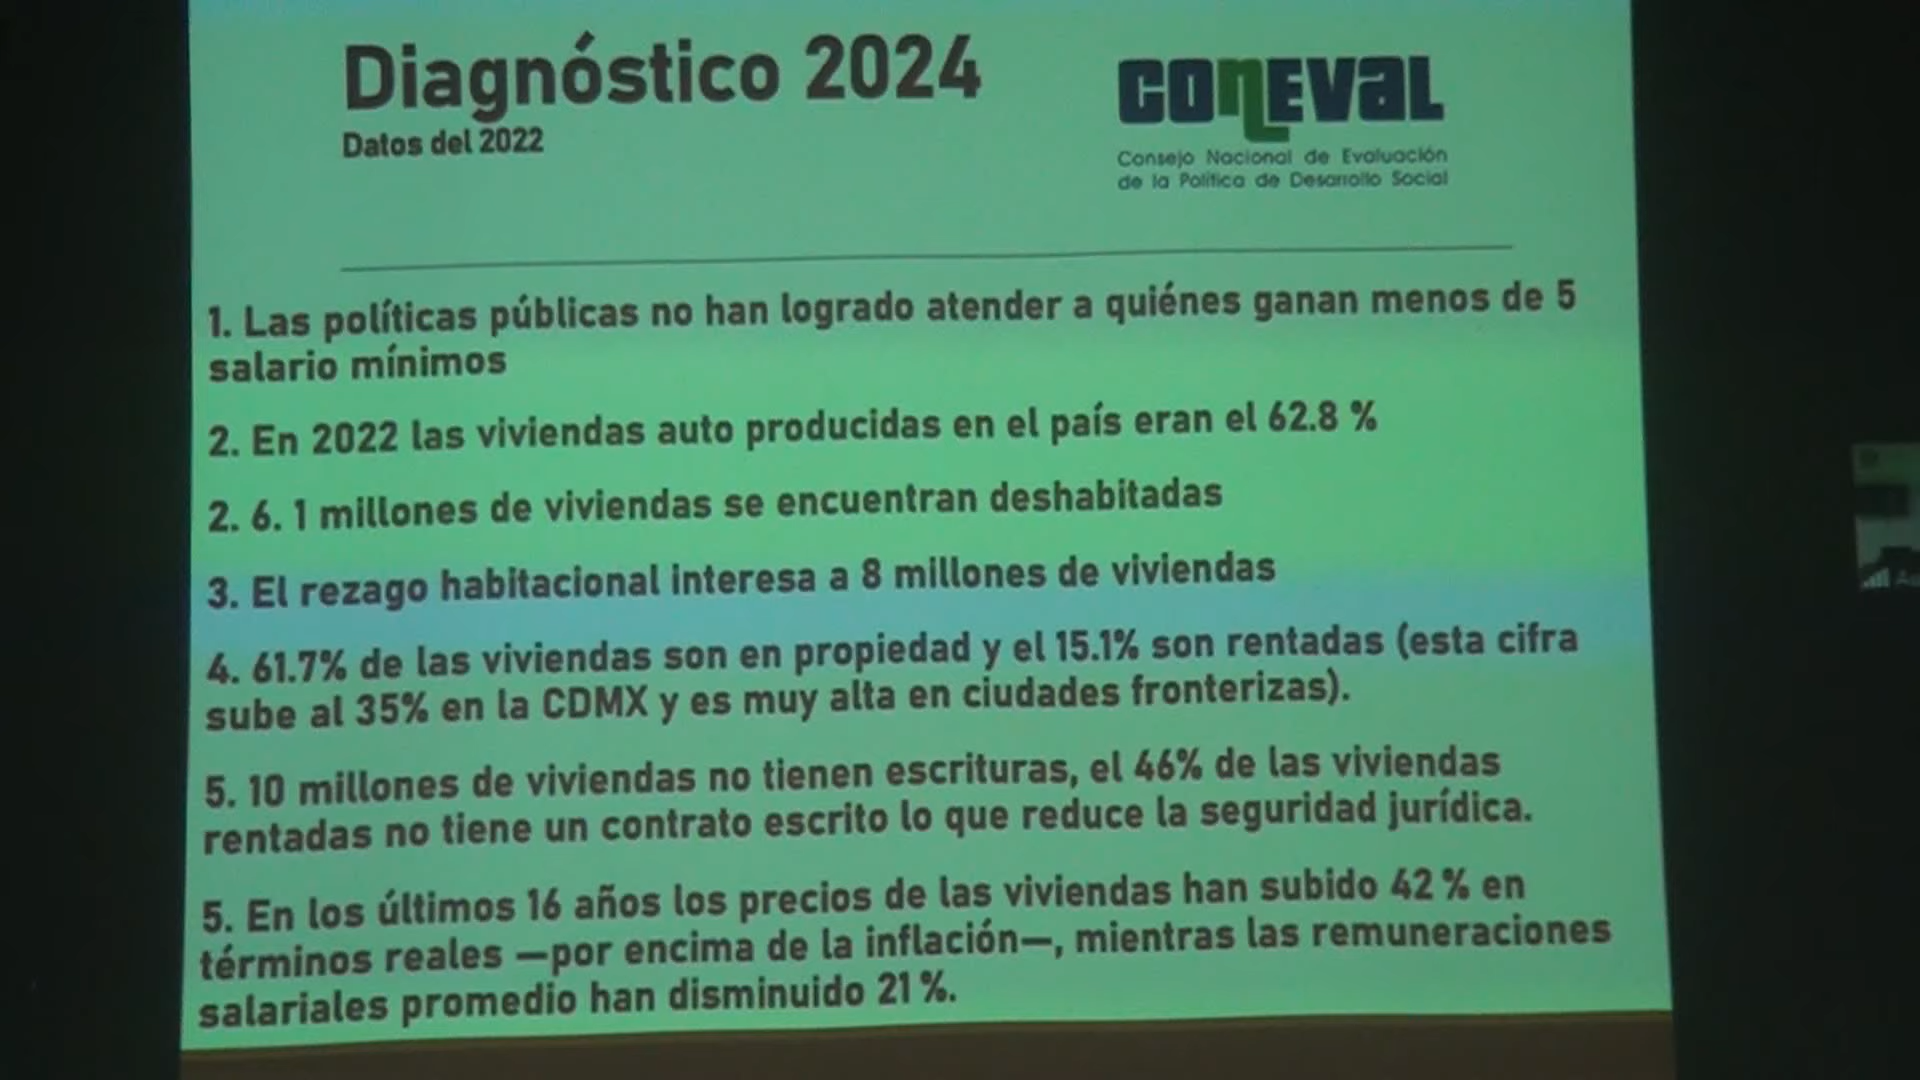 Diagnóstico 2024
Datos del 2022
CONEVAL
Consejo Nacional de Evaluación
de la Política de Desarrollo Social
1. Las políticas públicas no han logrado atender a quiénes ganan menos de 5
salario mínimos
2. En 2022 las viviendas auto producidas en el país eran el 62.8 %
2. 6. 1 millones de viviendas se encuentran deshabitadas
3. El rezago habitacional interesa a 8 millones de viviendas
4. 61.7% de las viviendas son en propiedad y el 15.1% son rentadas (esta cifra
sube al 35% en la CDMX y es muy alta en ciudades fronterizas).
5. 10 millones de viviendas no tienen escrituras, el 46% de las viviendas
rentadas no tiene un contrato escrito lo que reduce la seguridad jurídica.
5. En los últimos 16 años los precios de las viviendas han subido 42 % en
términos reales —por encima de la inflación—, mientras las remuneraciones
salariales promedio han disminuido 21 %.